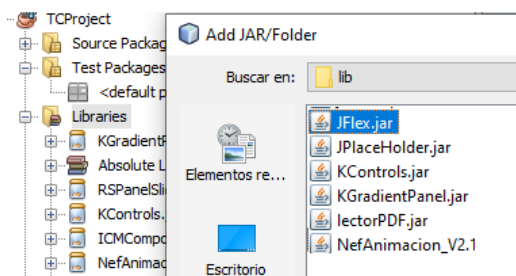 TCProject
Source Packag
Test Packages
<default p
Libraries
KGradientP
Absolute L
RSPanelSli
KControls.
ICMCompo
NefAnimac
Add JAR/Folder
Buscar en:
lib
Elementos re...
Escritorio
JFlex.jar
JPlaceHolder.jar
KControls.jar
KGradientPanel.jar
lectorPDF.jar
NefAnimacion_V2.1